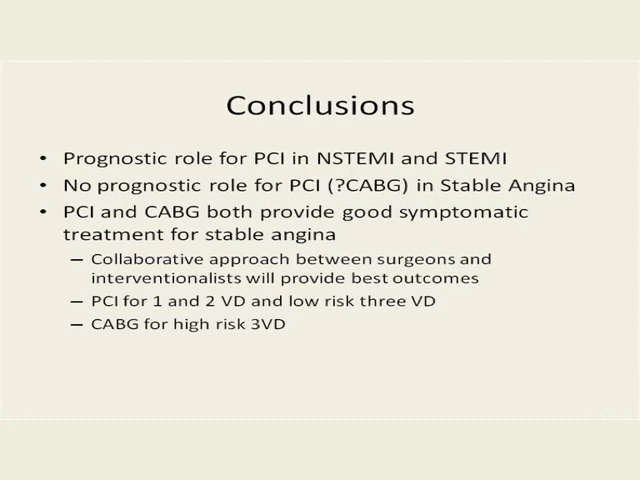 Conclusions
• Prognostic role for PCI in NSTEMI and STEMI
• No prognostic role for PCI (?CABG) in Stable Angina
• PCI and CABG both provide good symptomatic
treatment for stable angina
– Collaborative approach between surgeons and
interventionalists will provide best outcomes
– PCI for 1 and 2 VD and low risk three VD
– CABG for high risk 3VD